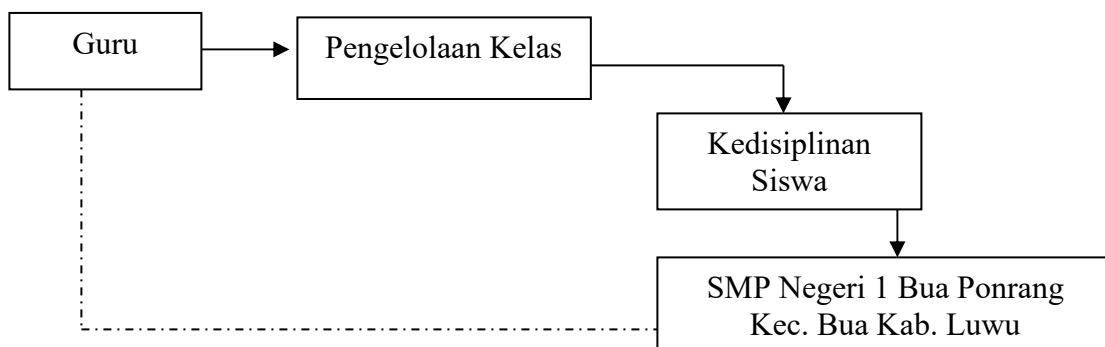 Guru
Pengelolaan Kelas
Kedisiplinan
Siswa
SMP Negeri 1 Bua Ponrang
Kec. Bua Kab. Luwu